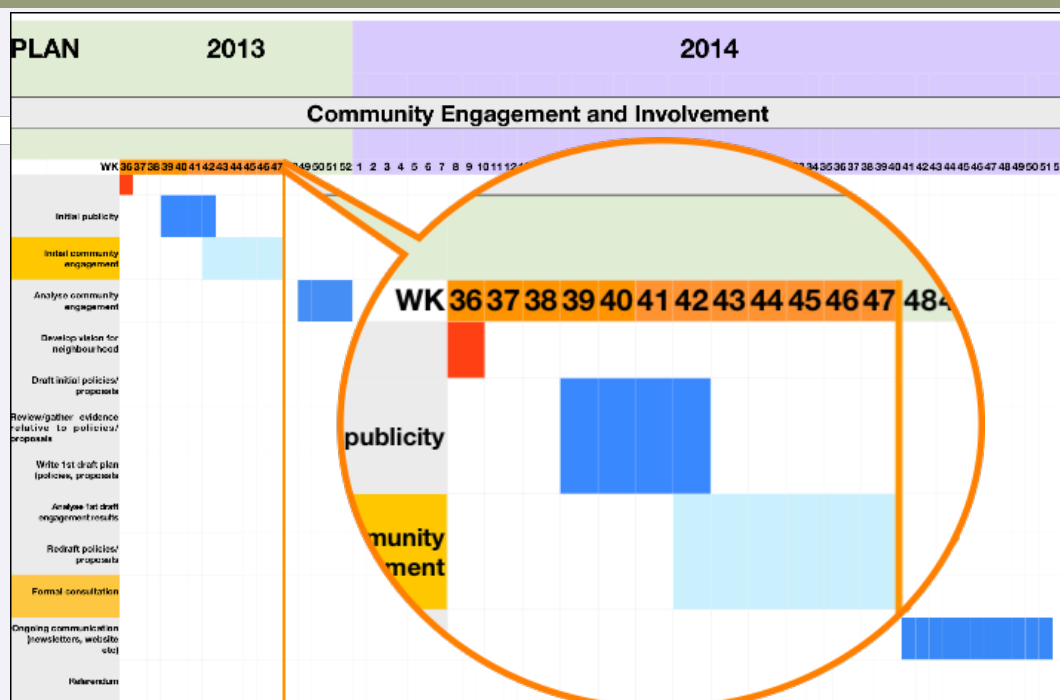 PLAN 2013 2014
Community Engagement and Involvement
WK 36 37 38 39 40 41 42 43 44 45 46 47 49 50 51 52 1 2 3 4 5 6 7 8 9 10 11 12 34 35 36 37 38 39 40 41 42 43 44 45 46 47 48 49 50 51 5
Initial publicity
Initial community
engagement
Analyse community
engagement
Develop vision for
neighbourhood
Draft initial policies/
proposals
Review/gather evidence
relative to policies/
proposals
Write 1st draft plan
(policies, proposals
Analyse 1st draft
engagement results
Redraft policies/
proposals
Formal consultation
Ongoing communication
(newsletters, website
etc)
Referendum
WK 36 37 38 39 40 41 42 43 44 45 46 47 48 4
publicity
munity
ment